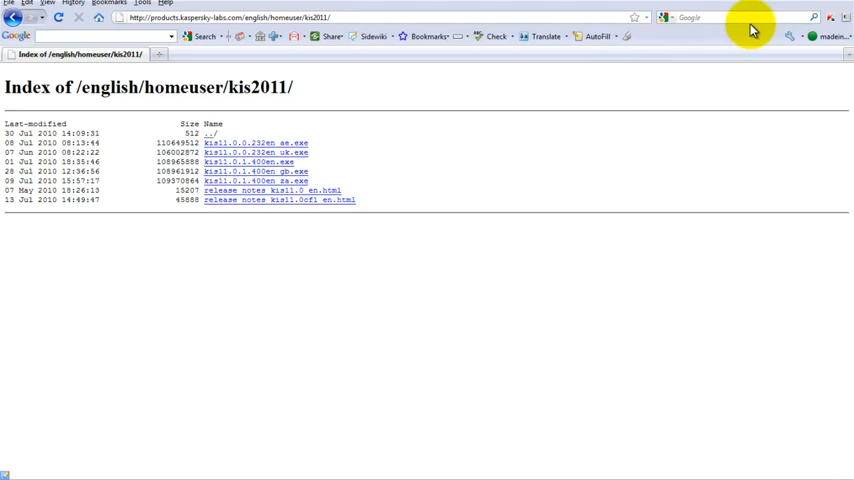 File Edit View History Bookmarks Tools Help
http://products.kaspersky-labs.com/english/homeuser/kis2011/
Google
Google Search Share Sidewiki Bookmarks Check Translate AutoFill madein...
Index of /english/homeuser/kis2011/
Index of /english/homeuser/kis2011/
Last-modified Size Name
30 Jul 2010 14:09:31 512 ../
08 Jul 2010 08:13:44 110649512 kis11.0.0.232en_ae.exe
07 Jun 2010 08:22:22 106002872 kis11.0.0.232en_uk.exe
01 Jul 2010 18:35:46 108965888 kis11.0.1.400en.exe
28 Jul 2010 12:36:56 108961912 kis11.0.1.400en_gb.exe
09 Jul 2010 15:57:17 109370864 kis11.0.1.400en_za.exe
07 May 2010 18:26:13 15207 release_notes_kis11.0_en.html
13 Jul 2010 14:49:47 45888 release_notes_kis11.0cf1_en.html